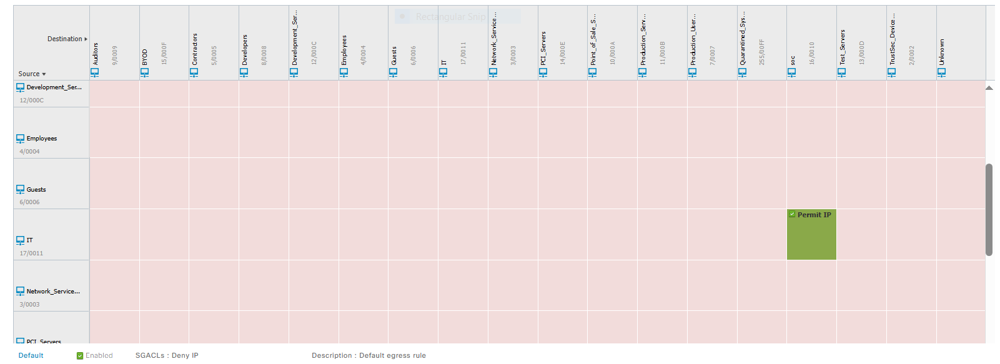 Rectangular Snip
Destination
Source
Auditors
9/0009
BYOD
15/000F
Contractors
5/0005
Developers
8/0008
Development_Ser...
12/000C
Employees
4/0004
Guests
6/0006
IT
17/0011
Network_Service...
3/0003
PCI_Servers
14/000E
Point_of_Sale_S...
10/000A
Production_Serv...
11/000B
Production_User...
7/0007
Quarantined_Sys...
255/00FF
soc
16/0010
Test_Servers
13/000D
TrustSec_Device...
2/0002
Unknown
Development_Ser...
12/000C
Employees
4/0004
Guests
6/0006
Permit IP
IT
17/0011
Network_Service...
3/0003
PCI_Servers
Default Enabled SGACLs : Deny IP Description : Default egress rule